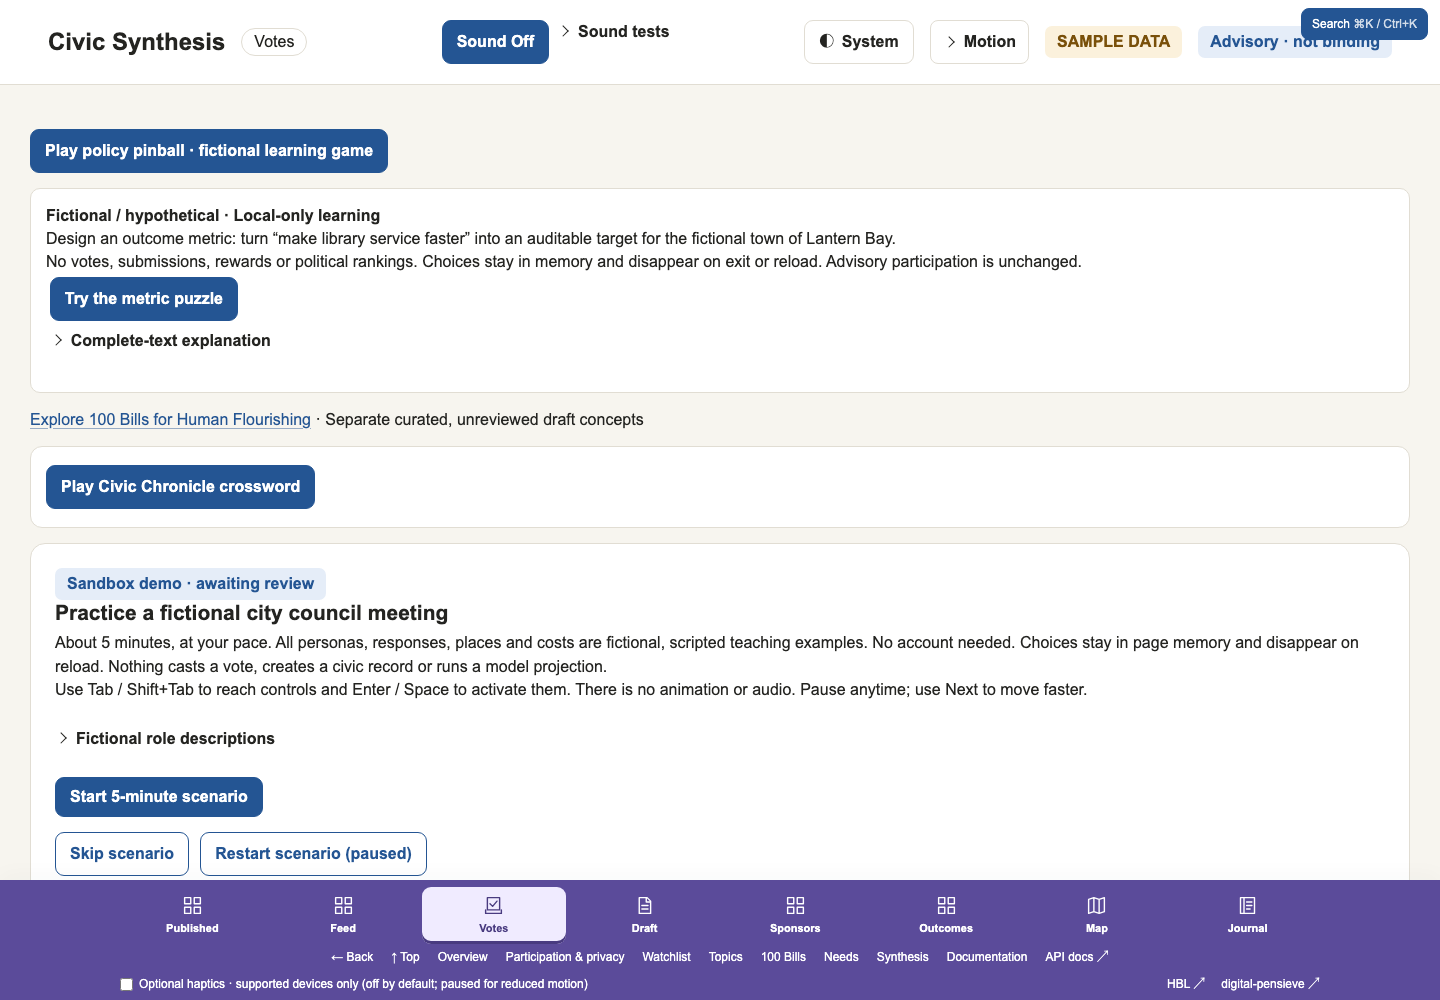 Civic Synthesis
Votes
Sound Off
Sound tests
System
Motion
SAMPLE DATA
Advisory · not binding
Search ⌘K / Ctrl+K
Play policy pinball · fictional learning game
Fictional / hypothetical · Local-only learning
Design an outcome metric: turn “make library service faster” into an auditable target for the fictional town of Lantern Bay.
No votes, submissions, rewards or political rankings. Choices stay in memory and disappear on exit or reload. Advisory participation is unchanged.
Try the metric puzzle
Complete-text explanation
Explore 100 Bills for Human Flourishing · Separate curated, unreviewed draft concepts
Play Civic Chronicle crossword
Sandbox demo · awaiting review
Practice a fictional city council meeting
About 5 minutes, at your pace. All personas, responses, places and costs are fictional, scripted teaching examples. No account needed. Choices stay in page memory and disappear on
reload. Nothing casts a vote, creates a civic record or runs a model projection.
Use Tab / Shift+Tab to reach controls and Enter / Space to activate them. There is no animation or audio. Pause anytime; use Next to move faster.
Fictional role descriptions
Start 5-minute scenario
Skip scenario
Restart scenario (paused)
Published
Feed
Votes
Draft
Sponsors
Outcomes
Map
Journal
← Back
↑ Top
Overview
Participation & privacy
Watchlist
Topics
100 Bills
Needs
Synthesis
Documentation
API docs ↗
Optional haptics · supported devices only (off by default; paused for reduced motion)
HBL ↗
digital-pensieve ↗